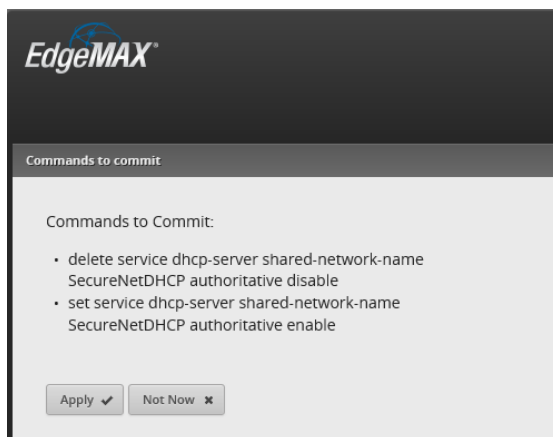 EdgeMAX®
Commands to commit
Commands to Commit:
• delete service dhcp-server shared-network-name
SecureNetDHCP authoritative disable
• set service dhcp-server shared-network-name
SecureNetDHCP authoritative enable
Apply ✔ Not Now ✖